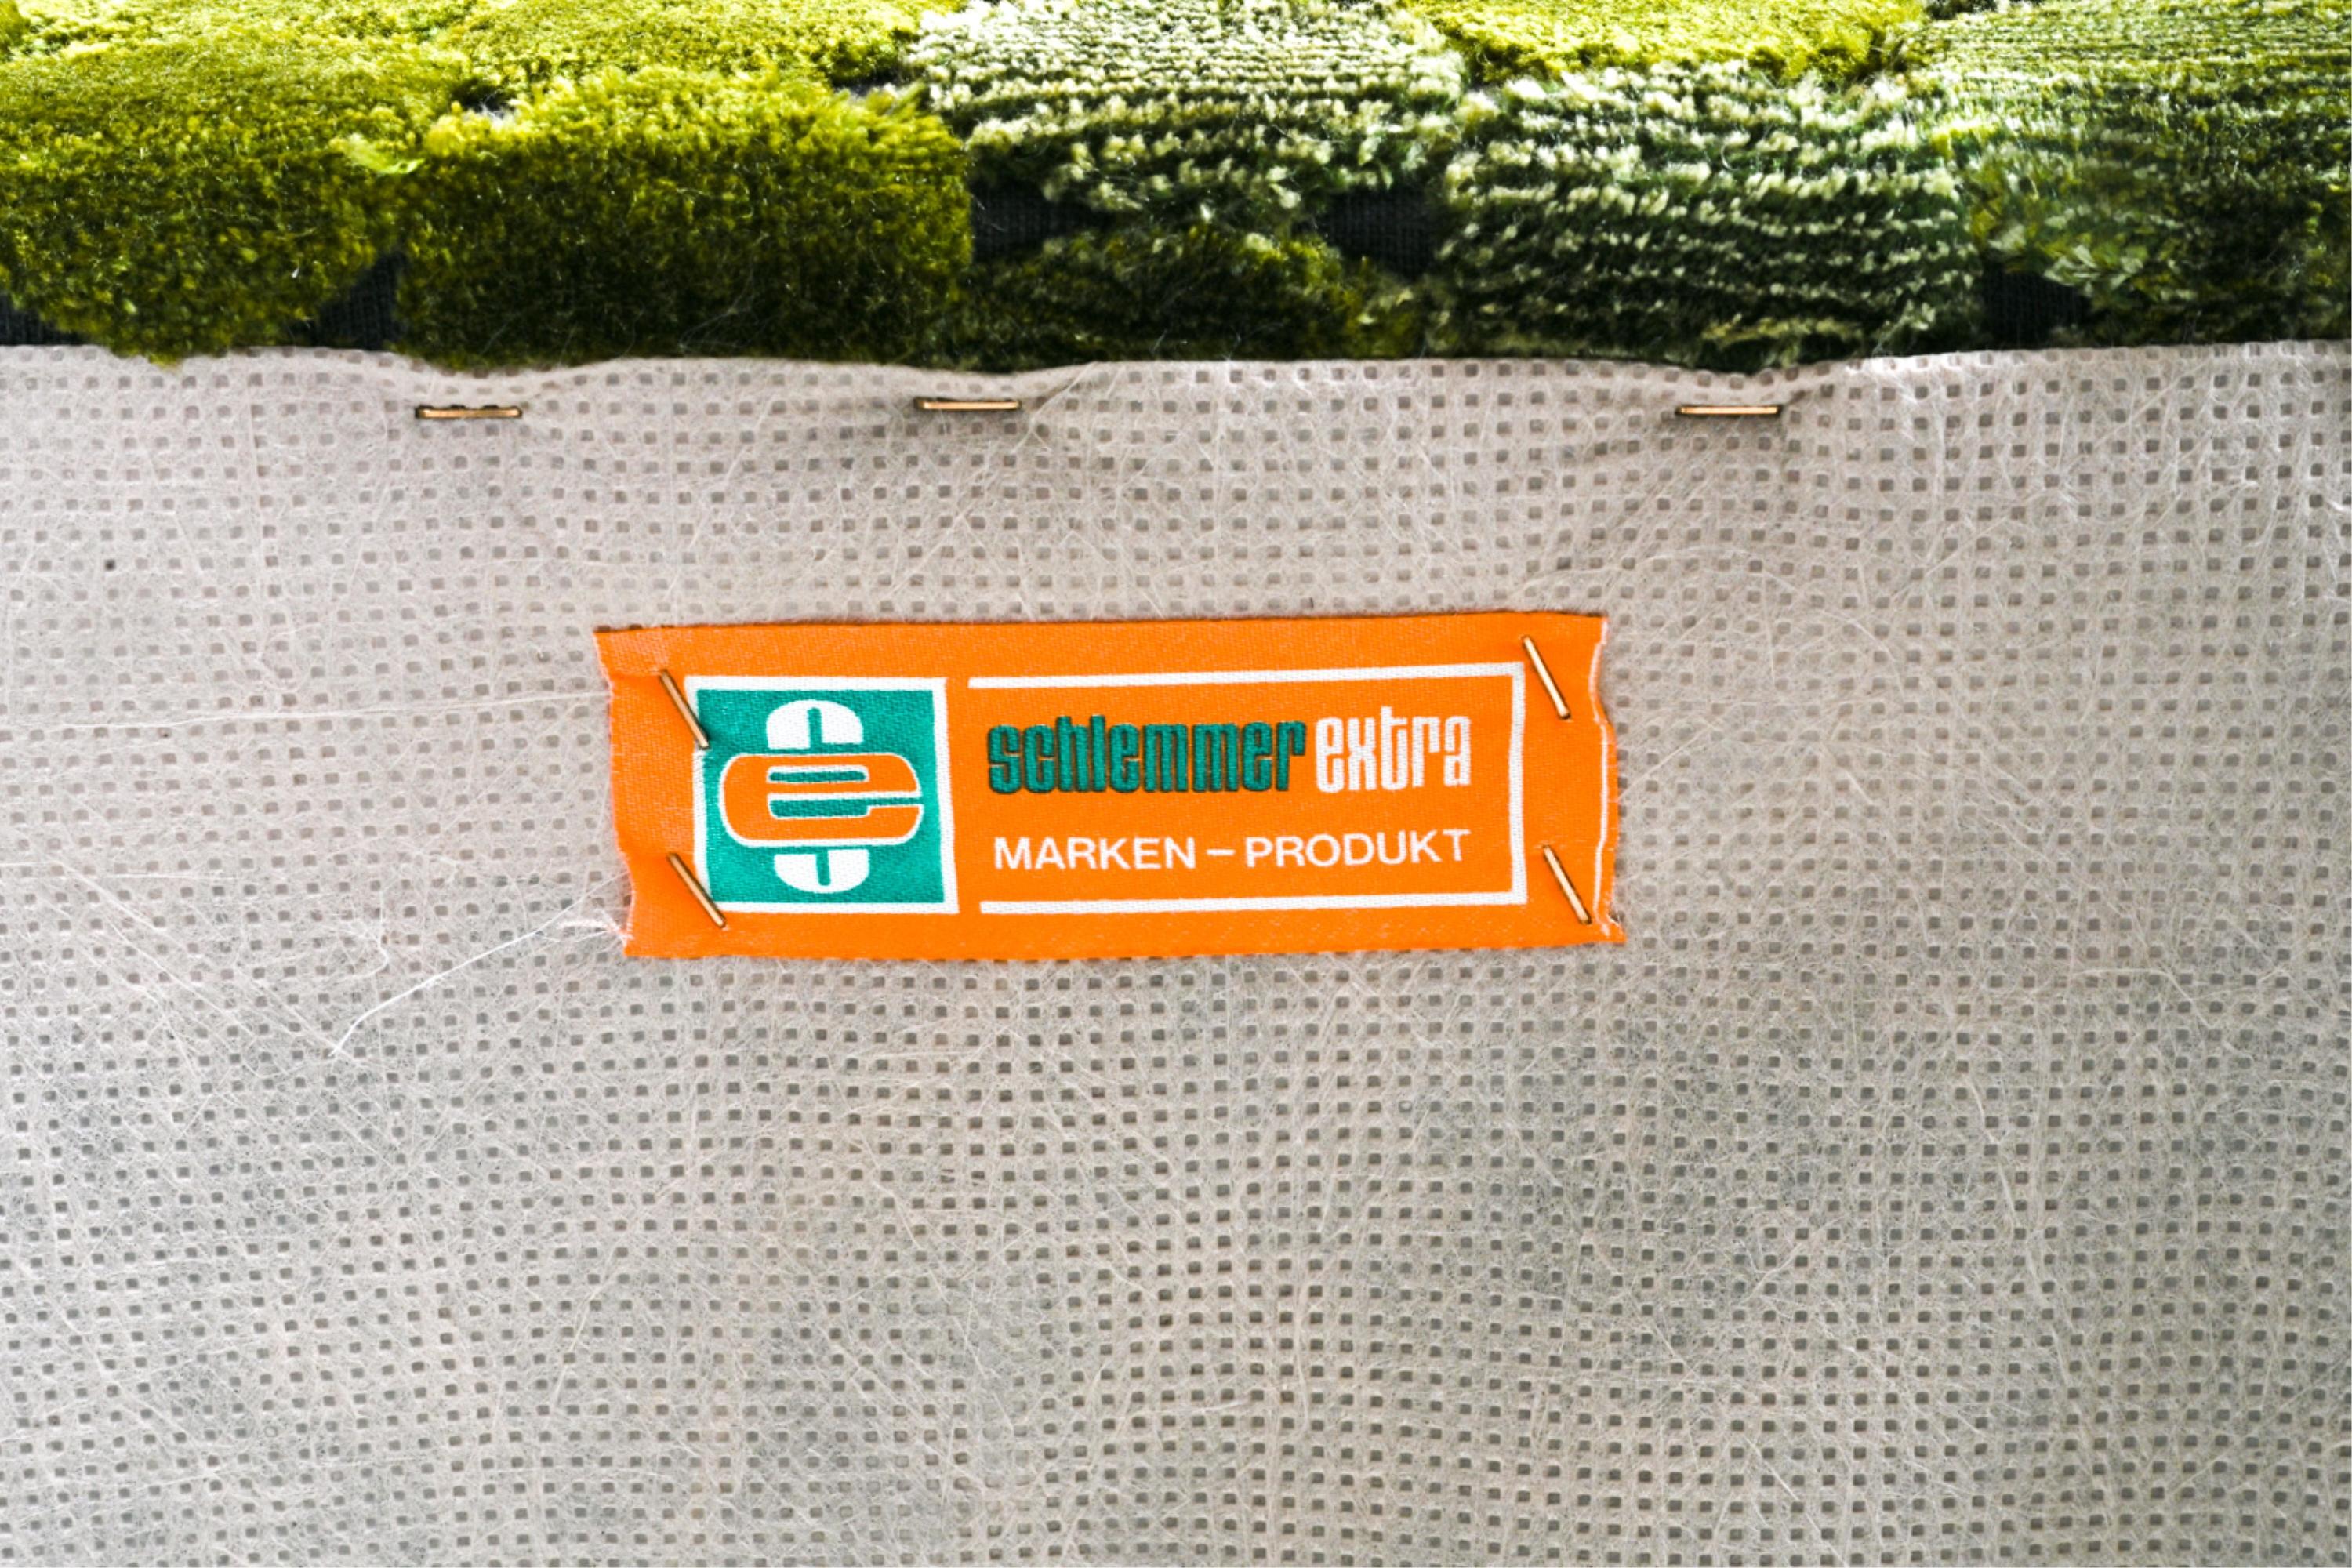 e
schlemmer extra
MARKEN – PRODUKT